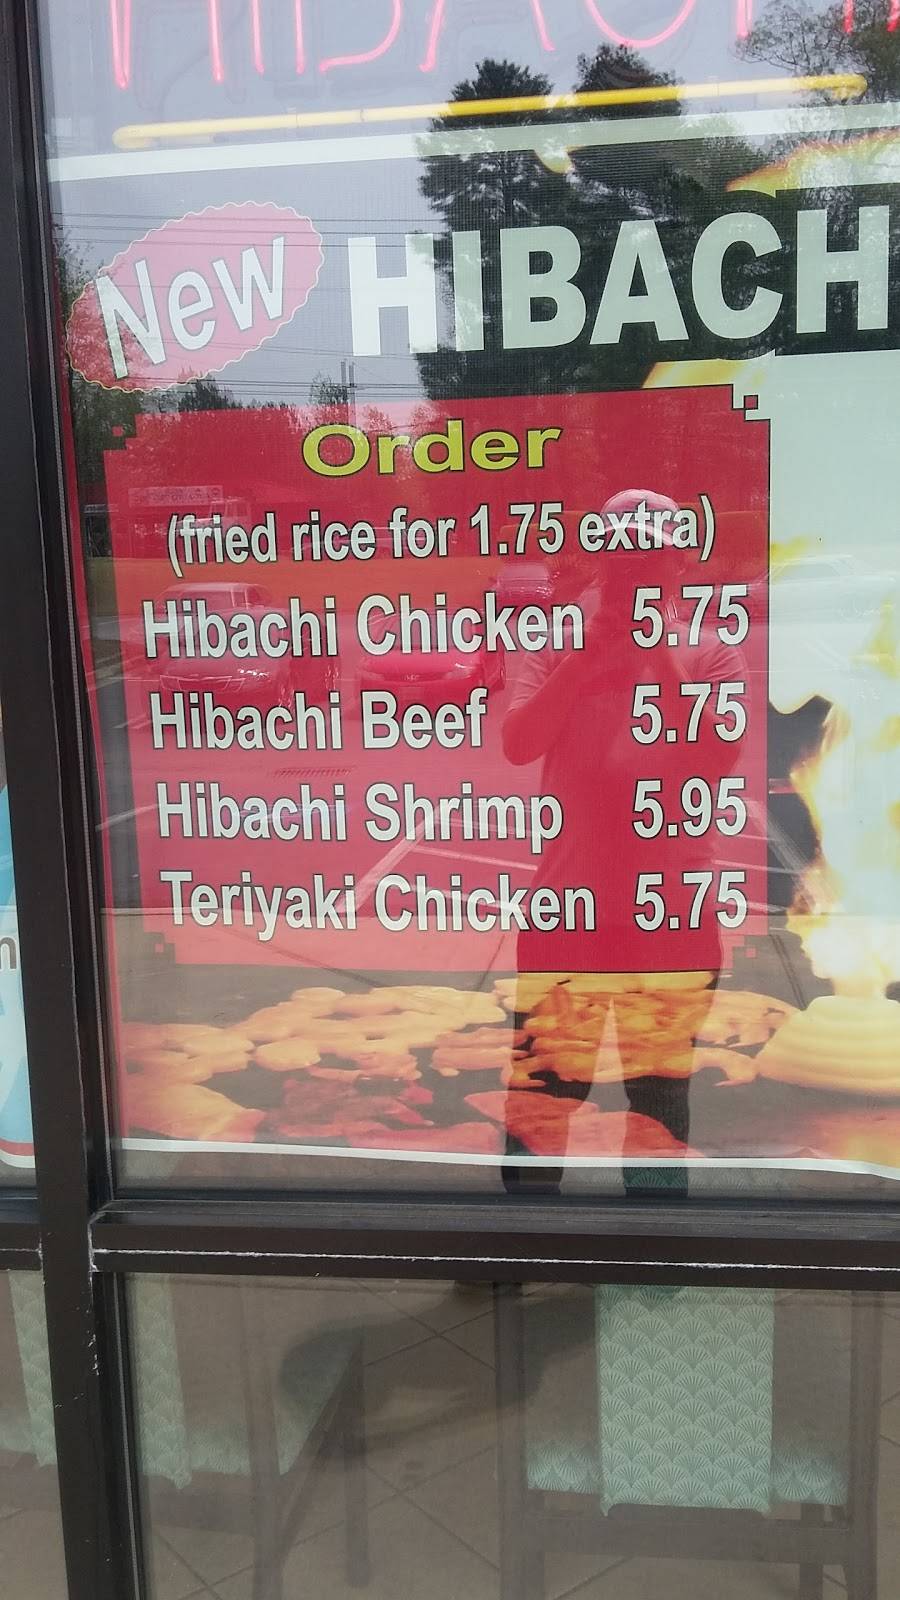 HIBACHI
New HIBACH
Order
(fried rice for 1.75 extra)
Hibachi Chicken 5.75
Hibachi Beef 5.75
Hibachi Shrimp 5.95
Teriyaki Chicken 5.75